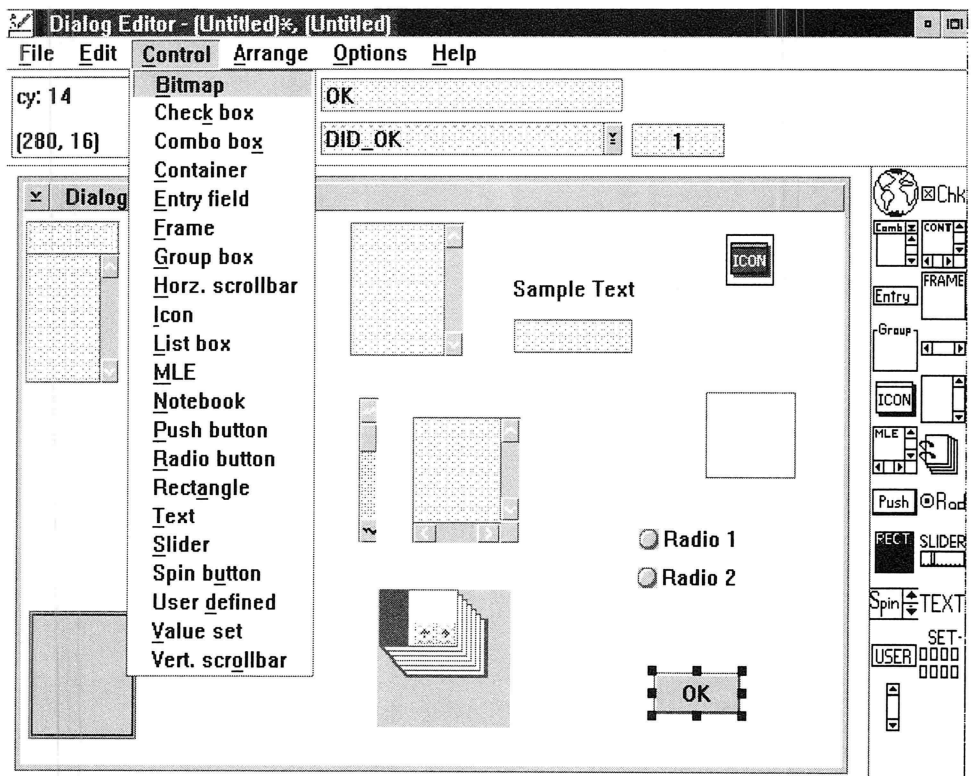 Dialog Editor - (Untitled)*, (Untitled)
File Edit Control Arrange Options Help
cy: 14
(280, 16)
OK
DID_OK
1
Bitmap
Check box
Combo box
Container
Entry field
Frame
Group box
Horz. scrollbar
Icon
List box
MLE
Notebook
Push button
Radio button
Rectangle
Text
Slider
Spin button
User defined
Value set
Vert. scrollbar
Dialog
ICON
Sample Text
Radio 1
Radio 2
OK
Chk
Comb CONT
FRAME
Entry
Group
ICON
MLE
Push Rad
RECT SLIDER
Spin TEXT
SET
USER